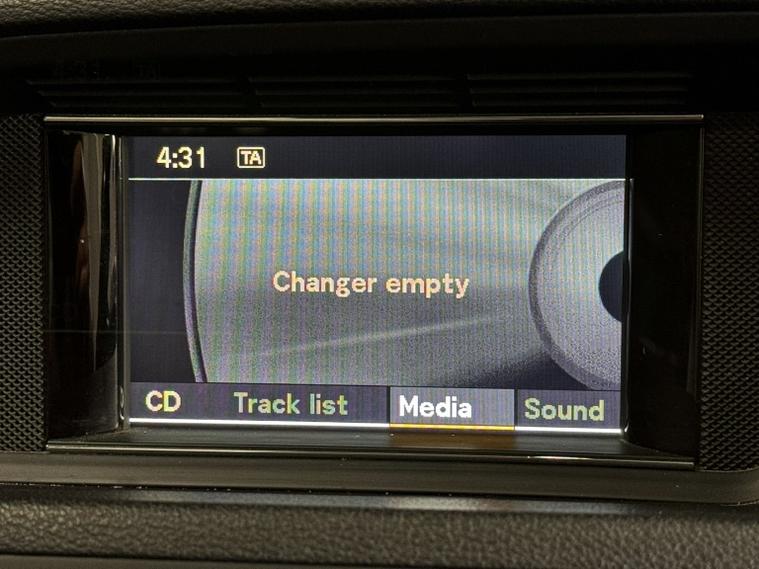 4:31 TA
Changer empty
CD Track list Media Sound